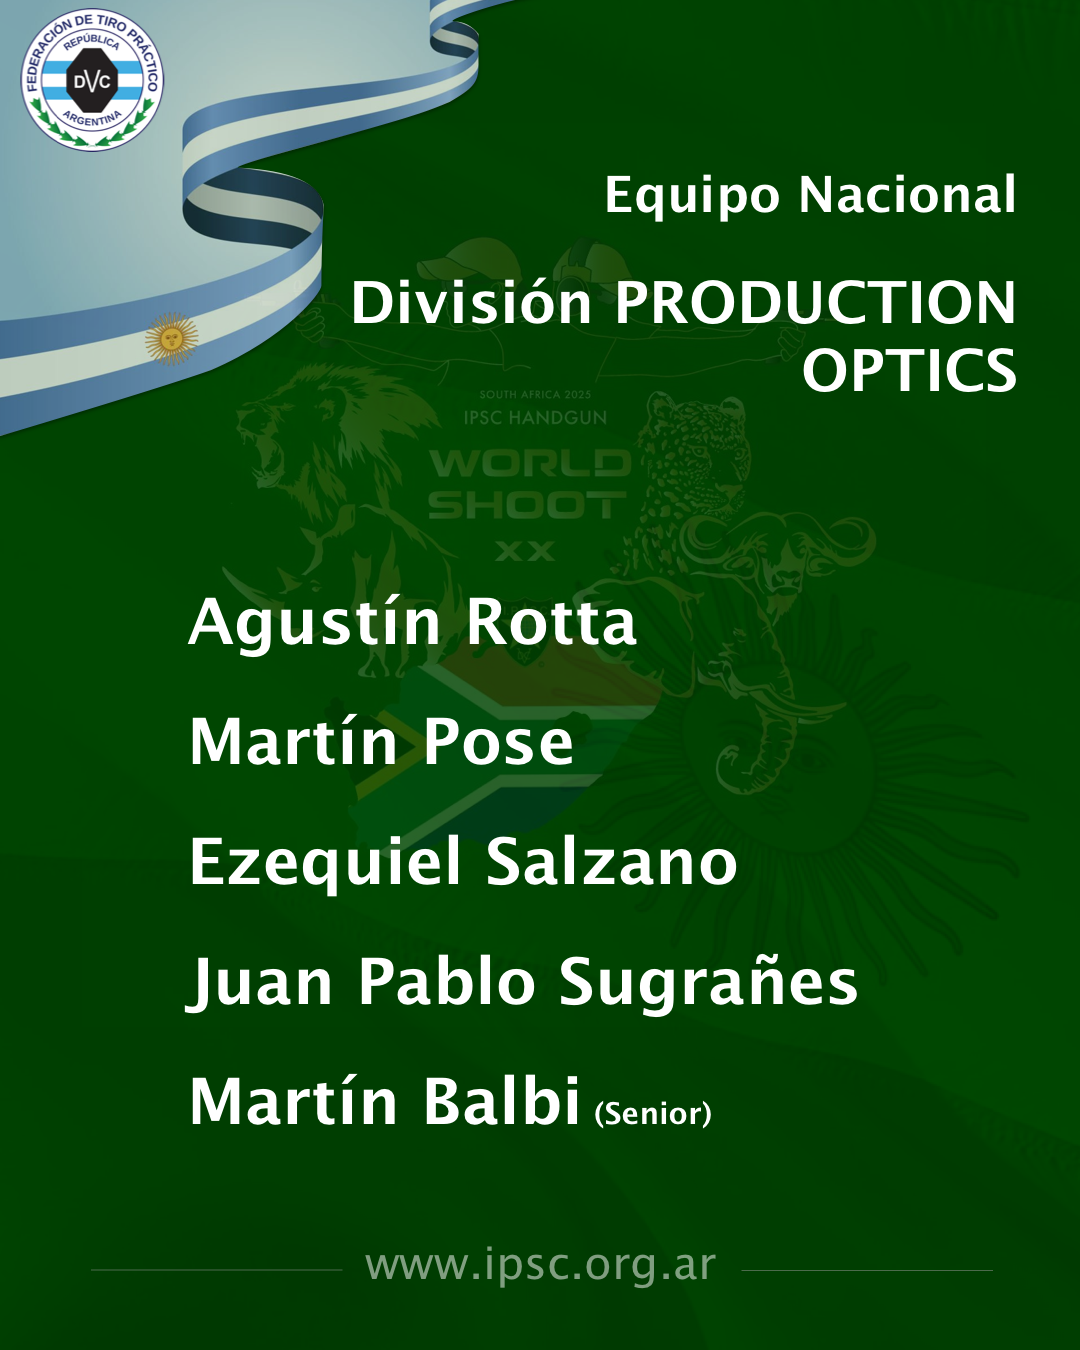 FEDERACIÓN DE TIRO PRÁCTICO
REPÚBLICA
DVC
ARGENTINA
Equipo Nacional
División PRODUCTION
OPTICS
SOUTH AFRICA 2025
IPSC HANDGUN
WORLD
SHOOT
XX
Agustín Rotta
Martín Pose
Ezequiel Salzano
Juan Pablo Sugrañes
Martín Balbi (Senior)
www.ipsc.org.ar